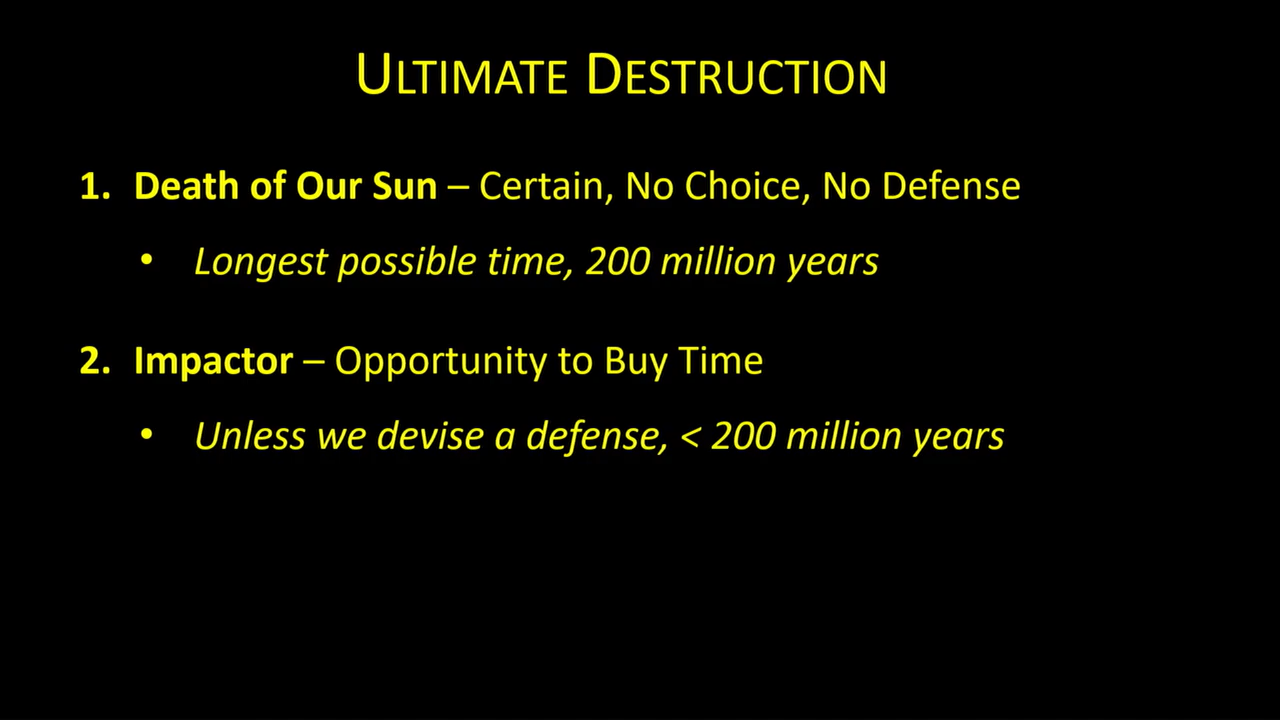 ULTIMATE DESTRUCTION
1. Death of Our Sun – Certain, No Choice, No Defense
• Longest possible time, 200 million years
2. Impactor – Opportunity to Buy Time
• Unless we devise a defense, < 200 million years